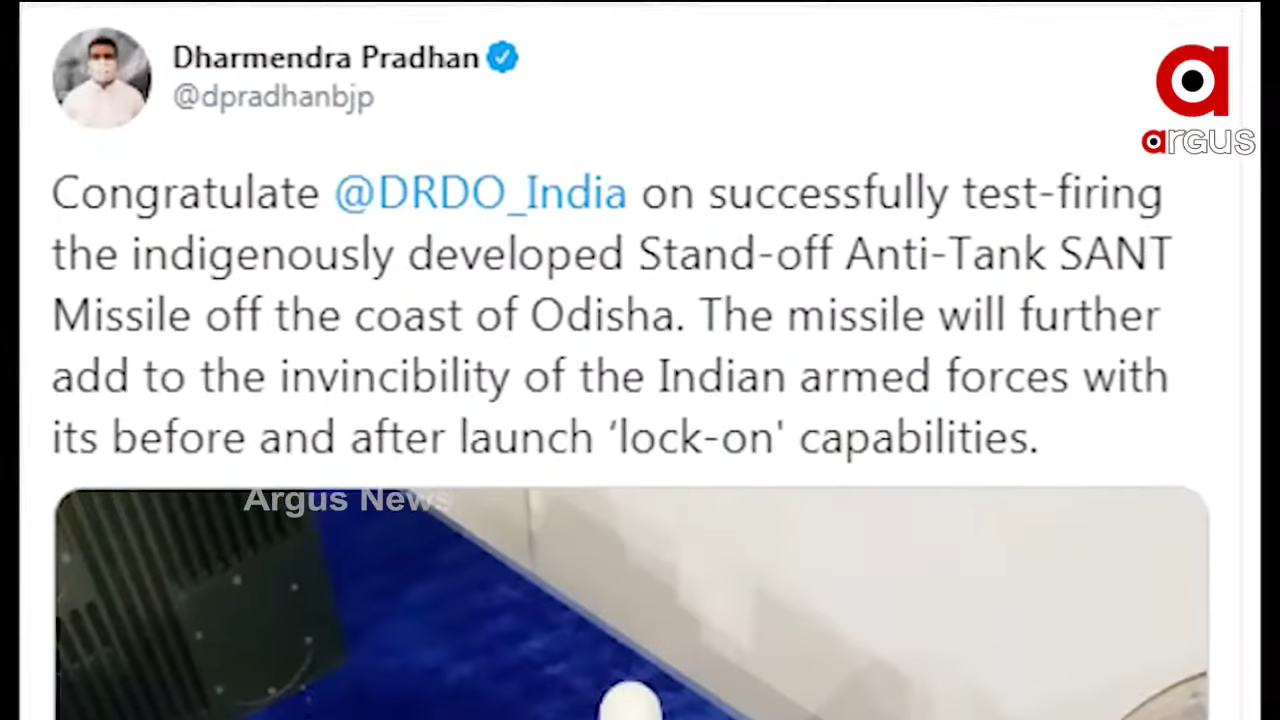 Dharmendra Pradhan
@dpradhanbjp
argus
Congratulate @DRDO_India on successfully test-firing
the indigenously developed Stand-off Anti-Tank SANT
Missile off the coast of Odisha. The missile will further
add to the invincibility of the Indian armed forces with
its before and after launch ‘lock-on' capabilities.
Argus News